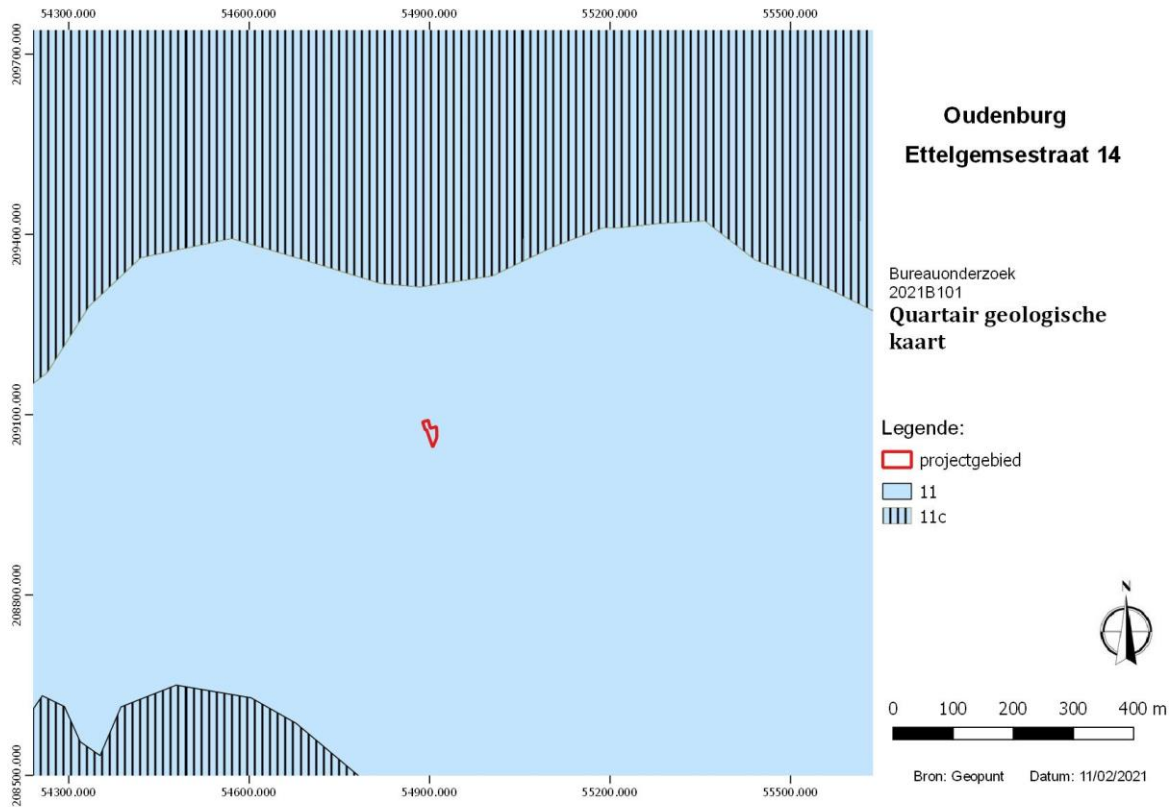 54300.000 54600.000 54900.000 55200.000 55500.000
209700.000
209400.000
209100.000
208800.000
208500.000
54300.000 54600.000 54900.000 55200.000 55500.000
Oudenburg
Ettelgemsestraat 14
Bureauonderzoek
2021B101
Quartair geologische
kaart
Legende:
projectgebied
11
11c
N
0 100 200 300 400 m
Bron: Geopunt Datum: 11/02/2021